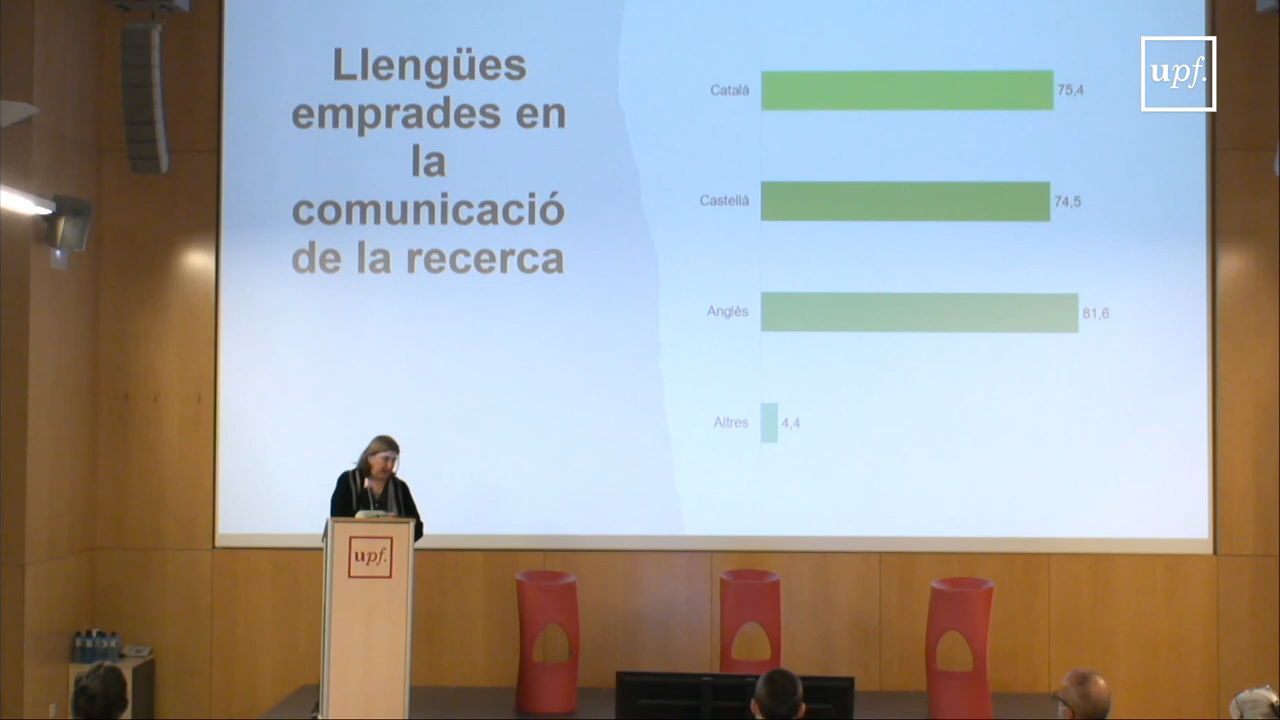 Llengües
emprades en
la
comunicació
de la recerca
Català 75,4
Castellà 74,5
Anglès 81,6
Altres 4,4
upf.
upf.